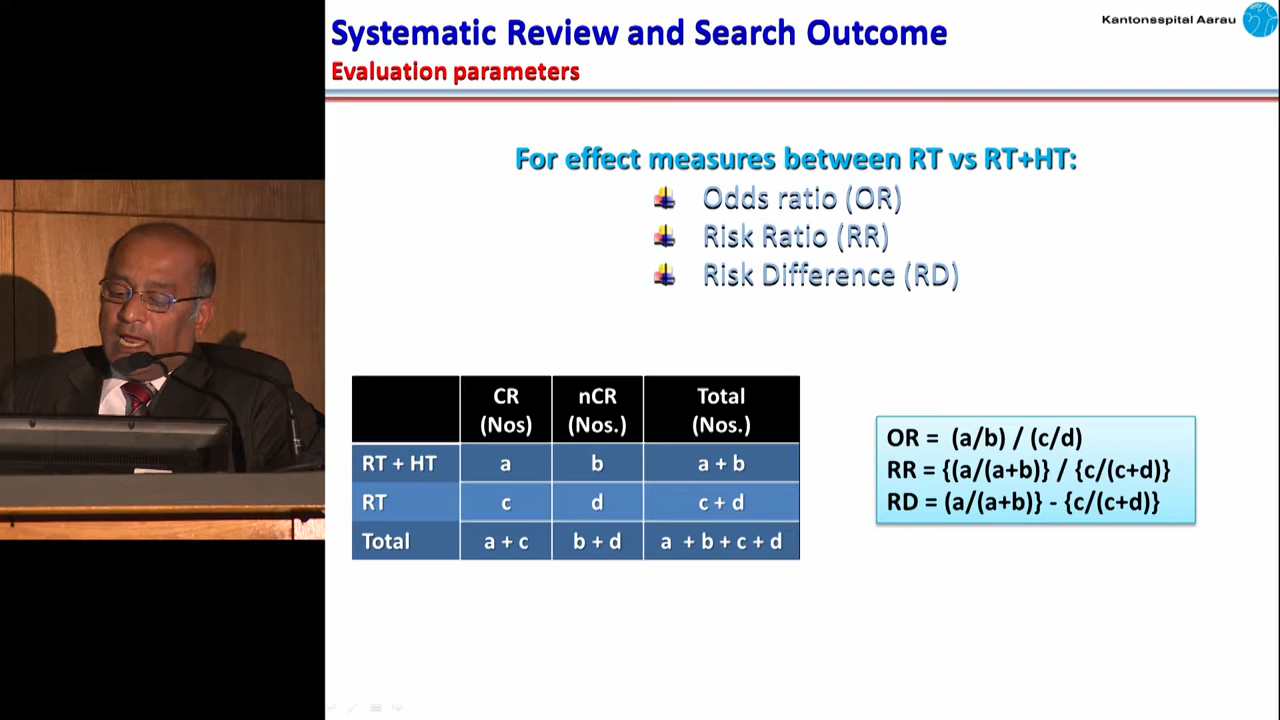 Systematic Review and Search Outcome
Evaluation parameters
Kantonsspital Aarau
For effect measures between RT vs RT+HT:
Odds ratio (OR)
Risk Ratio (RR)
Risk Difference (RD)
CR (Nos) nCR (Nos.) Total (Nos.)
RT + HT a b a + b
RT c d c + d
Total a + c b + d a + b + c + d
OR = (a/b) / (c/d)
RR = {(a/(a+b)} / {c/(c+d)}
RD = (a/(a+b)} - {c/(c+d)}